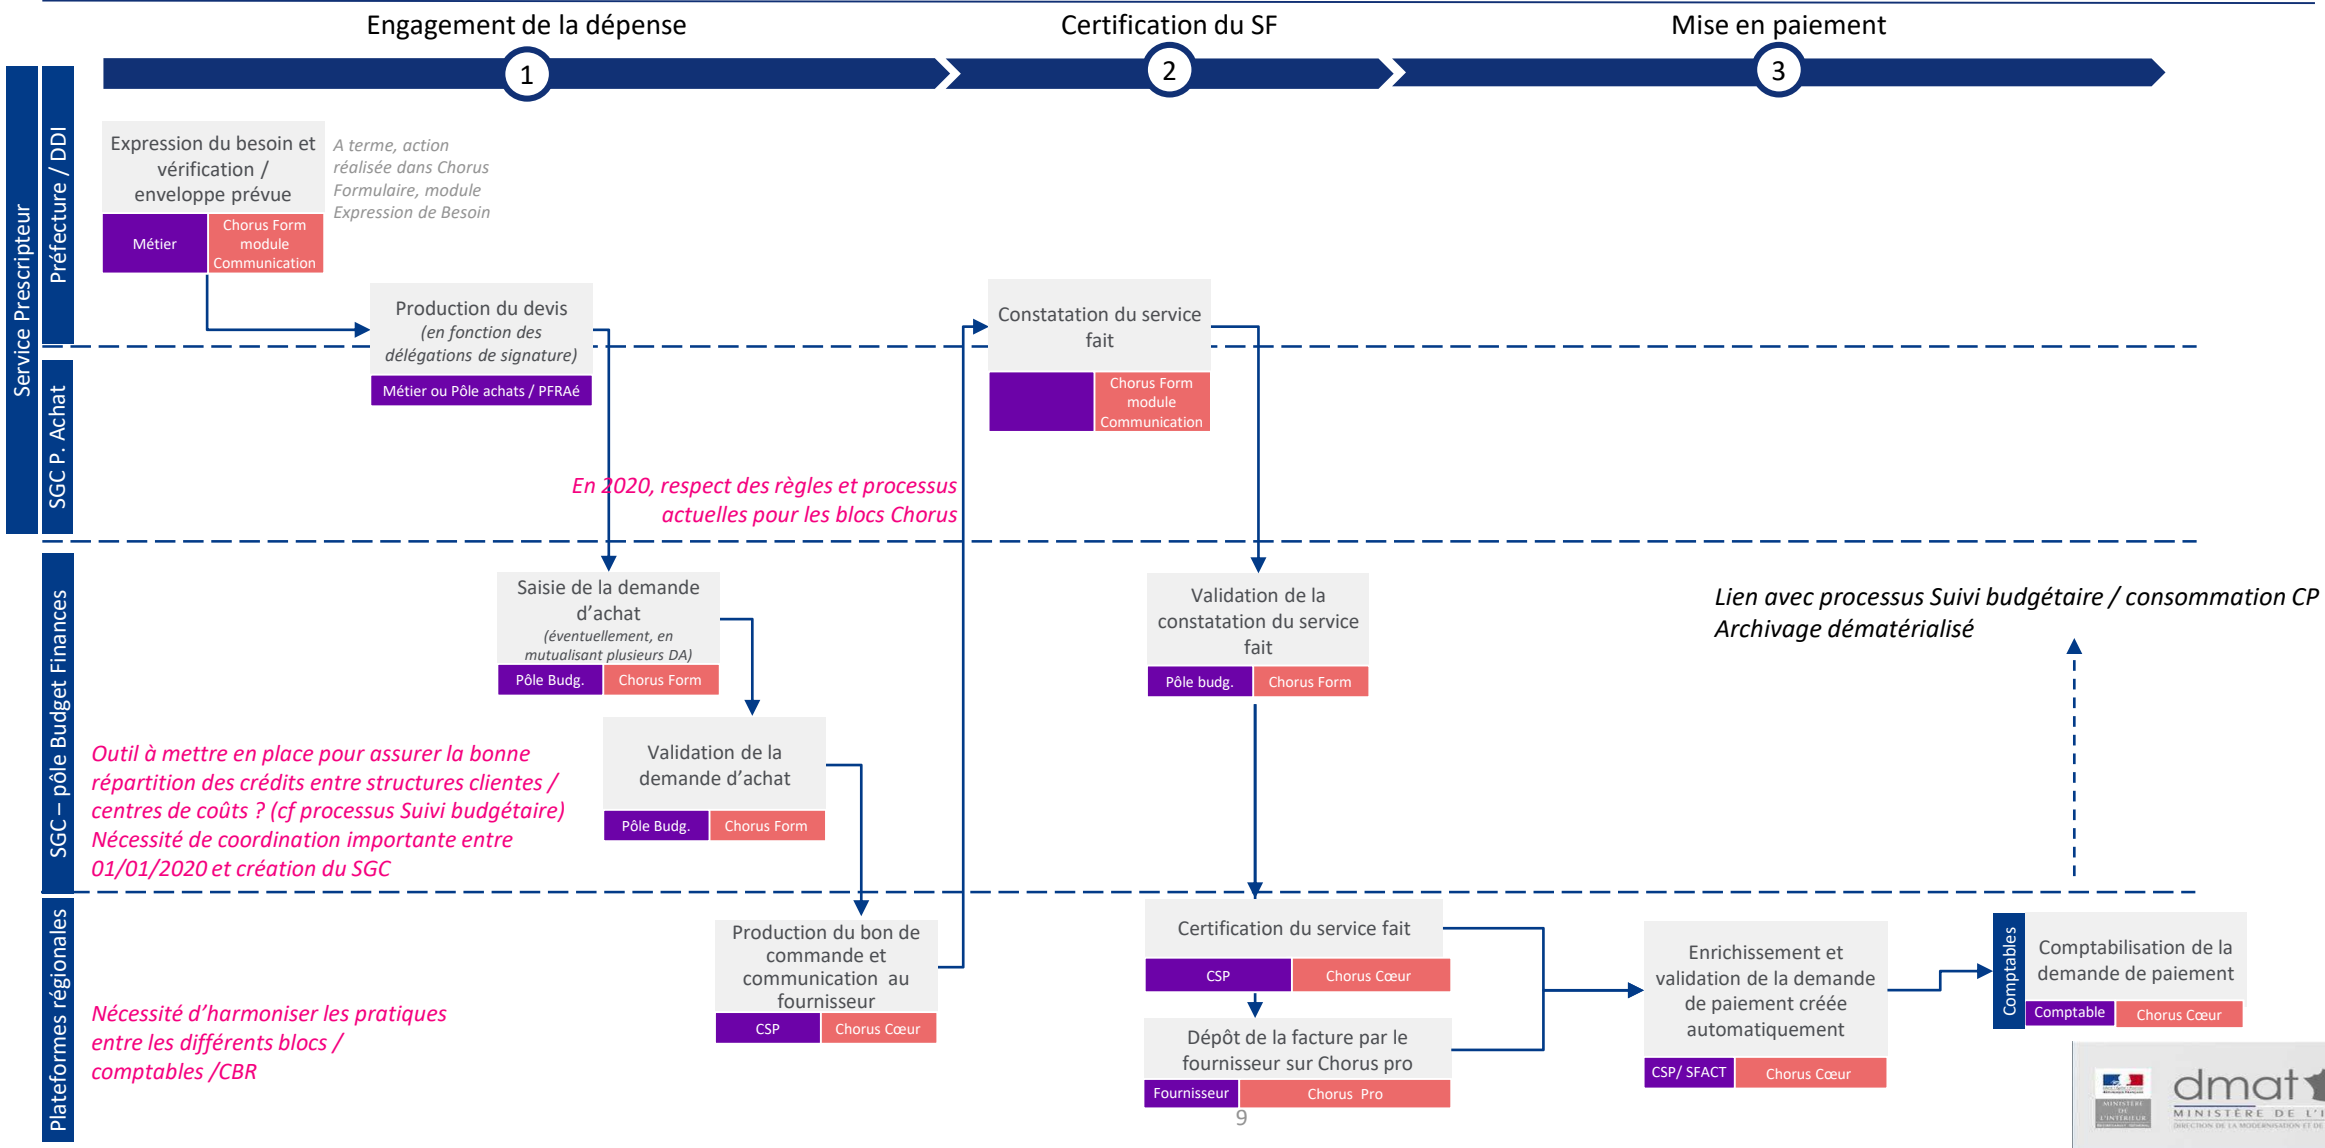 Engagement de la dépense
Certification du SF
Mise en paiement
1
2
3
Service Prescripteur
Préfecture / DDI
Expression du besoin et
vérification /
enveloppe prévue
Métier
Chorus Form
module
Communication
A terme, action
réalisée dans Chorus
Formulaire, module
Expression de Besoin
Production du devis
(en fonction des
délégations de signature)
Métier ou Pôle achats / PFRAé
Constatation du service
fait
Chorus Form
module
Communication
SGC P. Achat
En 2020, respect des règles et processus
actuelles pour les blocs Chorus
SGC – pôle Budget Finances
Saisie de la demande
d’achat
(éventuellement, en
mutualisant plusieurs DA)
Pôle Budg.
Chorus Form
Validation de la
demande d’achat
Pôle Budg.
Chorus Form
Validation de la
constatation du service
fait
Pôle budg.
Chorus Form
Lien avec processus Suivi budgétaire / consommation CP
Archivage dématérialisé
Outil à mettre en place pour assurer la bonne
répartition des crédits entre structures clientes /
centres de coûts ? (cf processus Suivi budgétaire)
Nécessité de coordination importante entre
01/01/2020 et création du SGC
Plateformes régionales
Nécessité d’harmoniser les pratiques
entre les différents blocs /
comptables /CBR
Production du bon de
commande et
communication au
fournisseur
CSP
Chorus Cœur
Certification du service fait
CSP
Chorus Cœur
Dépôt de la facture par le
fournisseur sur Chorus pro
Fournisseur
Chorus Pro
Enrichissement et
validation de la demande
de paiement créée
automatiquement
CSP/ SFACT
Chorus Cœur
Comptables
Comptabilisation de la
demande de paiement
Comptable
Chorus Cœur
9
MINISTÈRE
DE
L'INTÉRIEUR
dmat
MINISTÈRE DE L'I
DIRECTION DE LA MODERNISATION ET DE